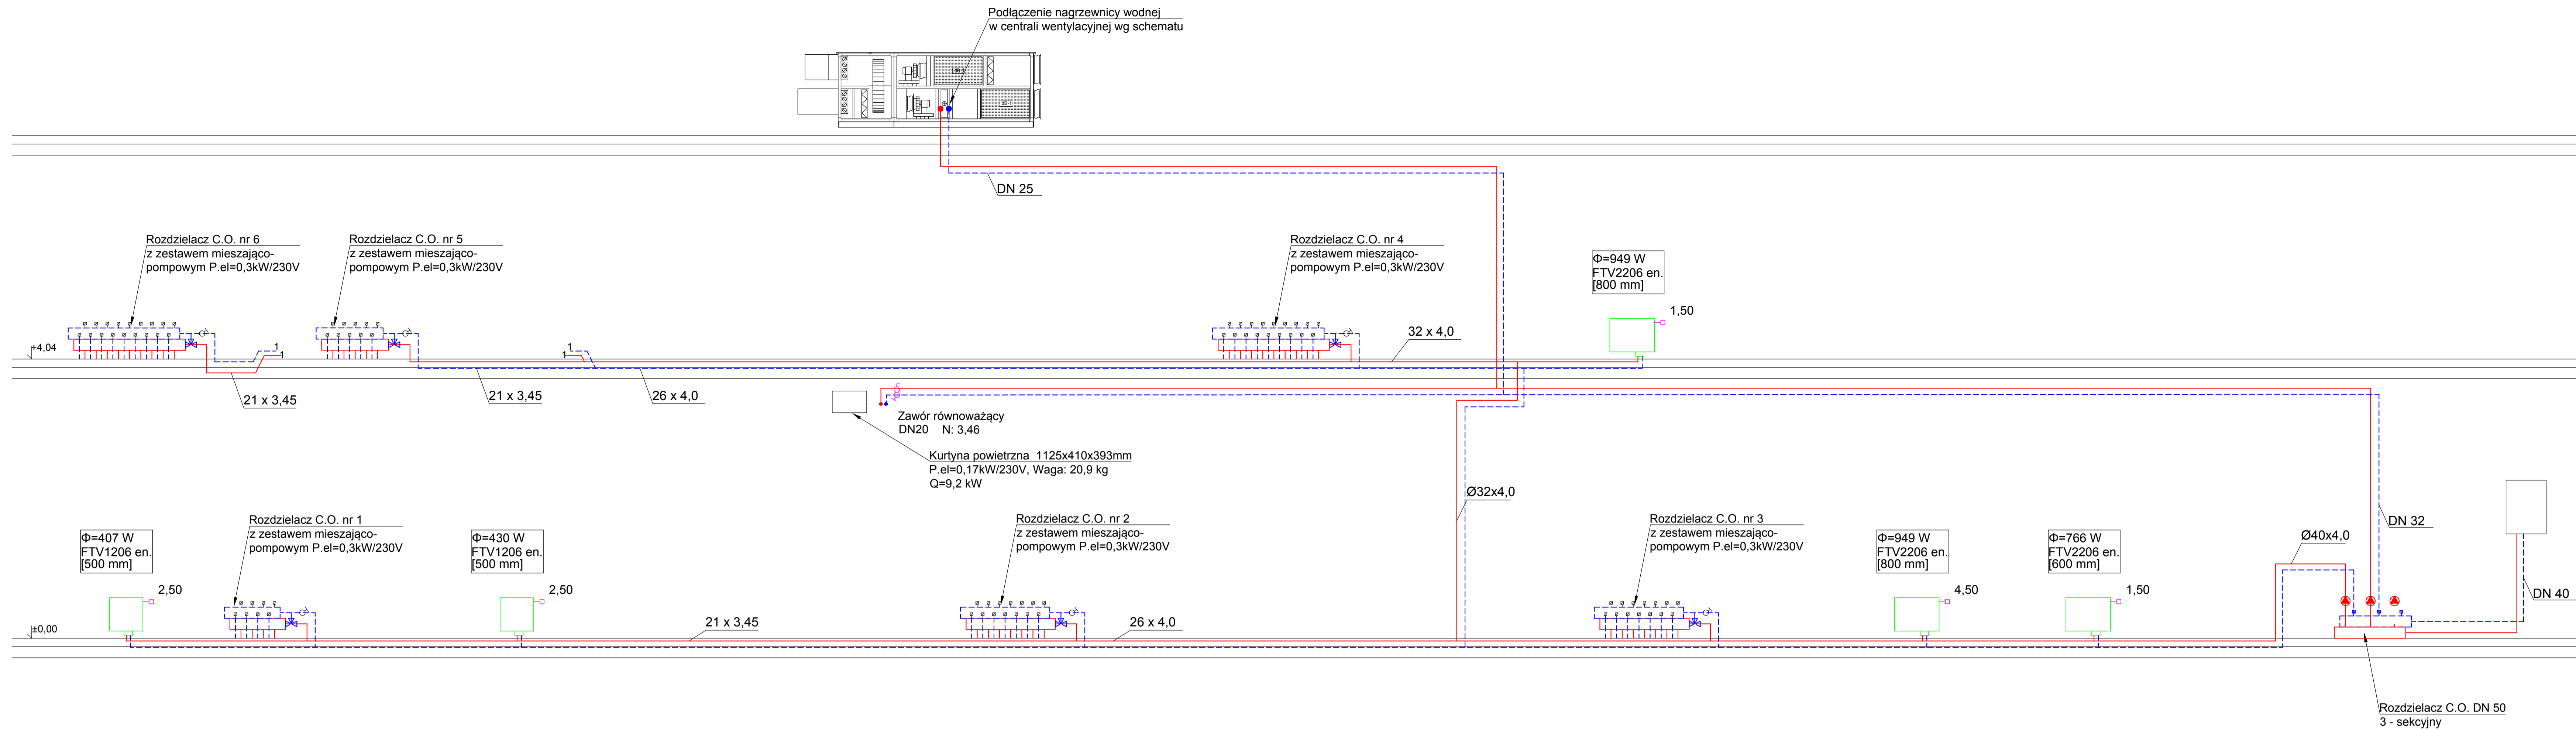 Podłączenie nagrzewnicy wodnej
w centrali wentylacyjnej wg schematu
DN 25
Rozdzielacz C.O. nr 6
z zestawem mieszająco-
pompowym P.el=0,3kW/230V
Rozdzielacz C.O. nr 5
z zestawem mieszająco-
pompowym P.el=0,3kW/230V
Rozdzielacz C.O. nr 4
z zestawem mieszająco-
pompowym P.el=0,3kW/230V
Φ=949 W
FTV2206 en.
[800 mm]
1,50
+4,04
1
1
1
1
32 x 4,0
21 x 3,45
21 x 3,45
26 x 4,0
Zawór równoważący
DN20 N: 3,46
Kurtyna powietrzna 1125x410x393mm
P.el=0,17kW/230V, Waga: 20,9 kg
Q=9,2 kW
Ø32x4,0
Φ=407 W
FTV1206 en.
[500 mm]
2,50
Rozdzielacz C.O. nr 1
z zestawem mieszająco-
pompowym P.el=0,3kW/230V
Φ=430 W
FTV1206 en.
[500 mm]
2,50
Rozdzielacz C.O. nr 2
z zestawem mieszająco-
pompowym P.el=0,3kW/230V
Rozdzielacz C.O. nr 3
z zestawem mieszająco-
pompowym P.el=0,3kW/230V
Φ=949 W
FTV2206 en.
[800 mm]
4,50
Φ=766 W
FTV2206 en.
[600 mm]
1,50
Ø40x4,0
DN 32
DN 40
±0,00
21 x 3,45
26 x 4,0
Rozdzielacz C.O. DN 50
3 - sekcyjny